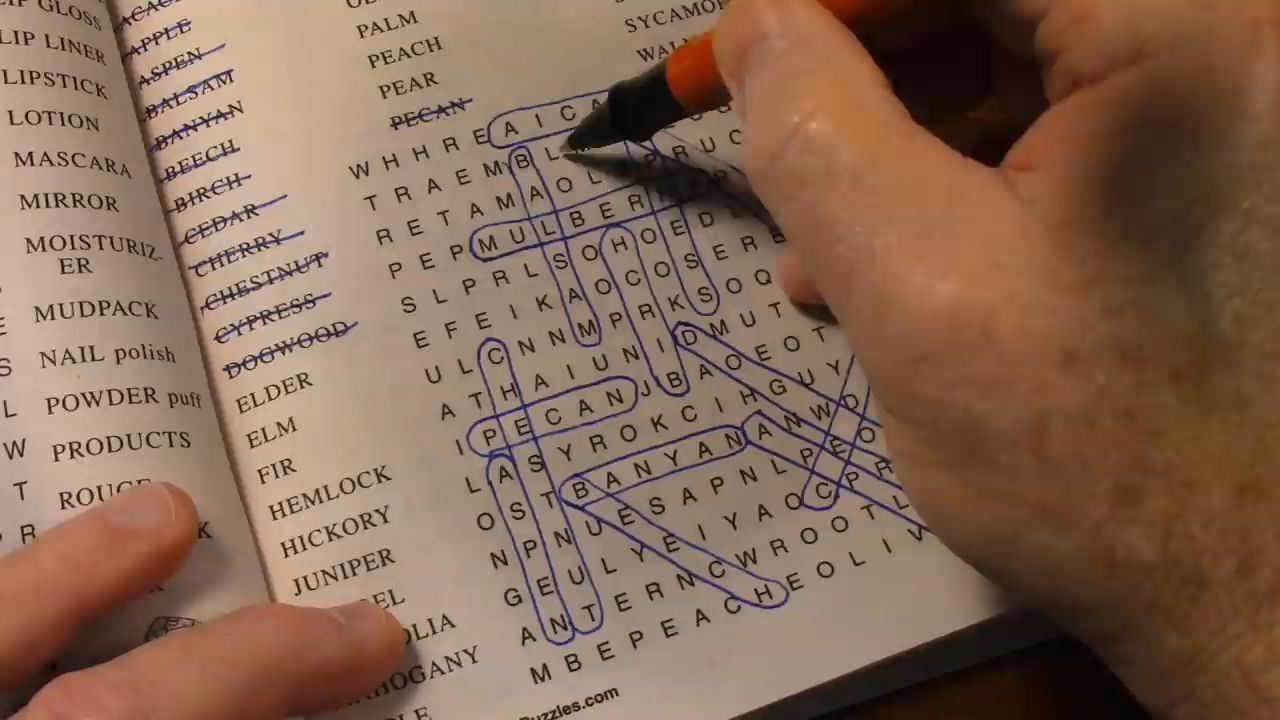 LIP GLOSS
LIP LINER
LIPSTICK
LOTION
MASCARA
MIRROR
MOISTURIZ-
ER
MUDPACK
NAIL polish
POWDER puff
PRODUCTS
ROUGE
APPLE
ASPEN
BALSAM
BANYAN
BEECH
BIRCH
CEDAR
CHERRY
CHESTNUT
CYPRESS
DOGWOOD
ELDER
ELM
FIR
HEMLOCK
HICKORY
JUNIPER
PALM
PEACH
PEAR
PECAN
W H H R E A I C A
T R A E M B L
R E T A M A O L
P E P M U L B E R
S L P R L S O H O E D
E F E I K A O C O S E R E
U L C N N M P R K S O Q
A T H A I U N I D M U T
I P E C A N J B A O E O T
L A S Y R O K C I H G U Y
O S T B A N Y A N A N W D
N P N U E S A P N L P E O
G E U L Y E I Y A O C P R
A N T E R N C W R O O T L
M B E P E A C H E O L I V
Puzzles.com